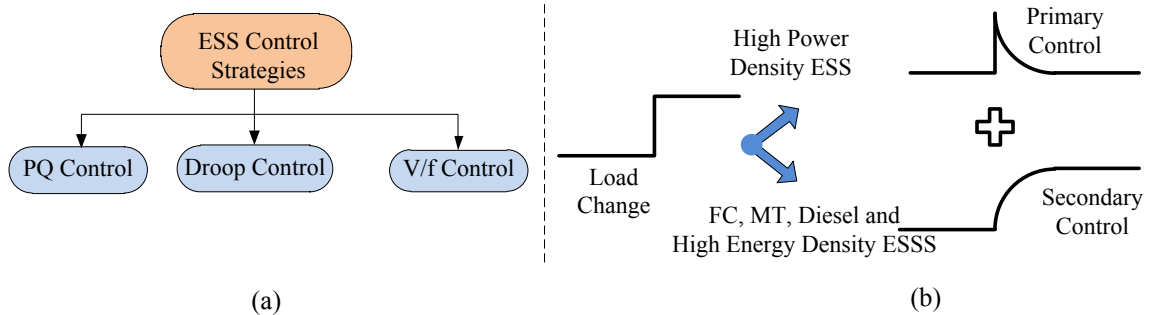 ESS Control
Strategies
PQ Control
Droop Control
V/f Control
(a)
Load
Change
High Power
Density ESS
FC, MT, Diesel and
High Energy Density ESSS
Primary
Control
Secondary
Control
(b)